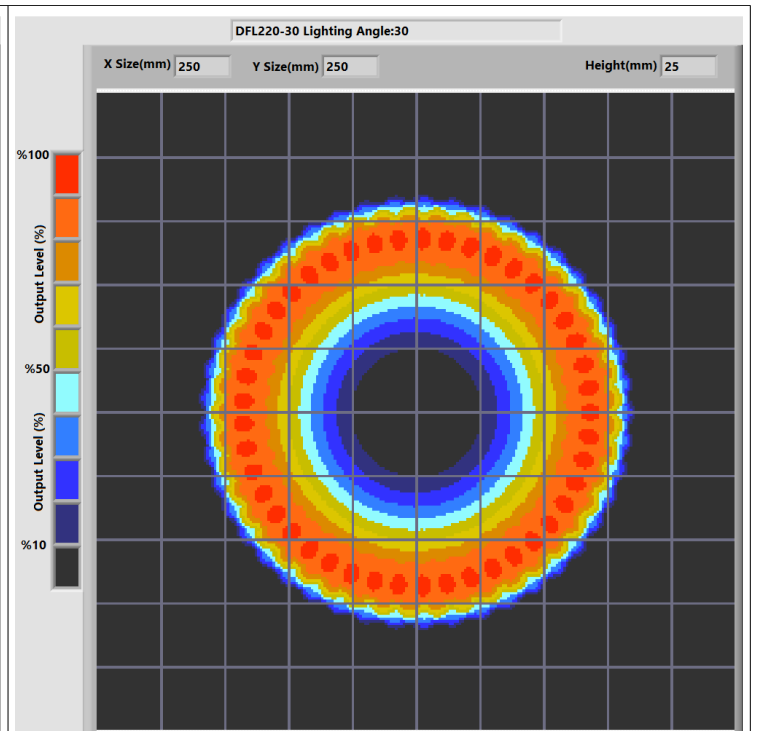 DFL220-30 Lighting Angle:30
X Size(mm) 250 Y Size(mm) 250 Height(mm) 25
%100
Output Level (%)
%50
Output Level (%)
%10